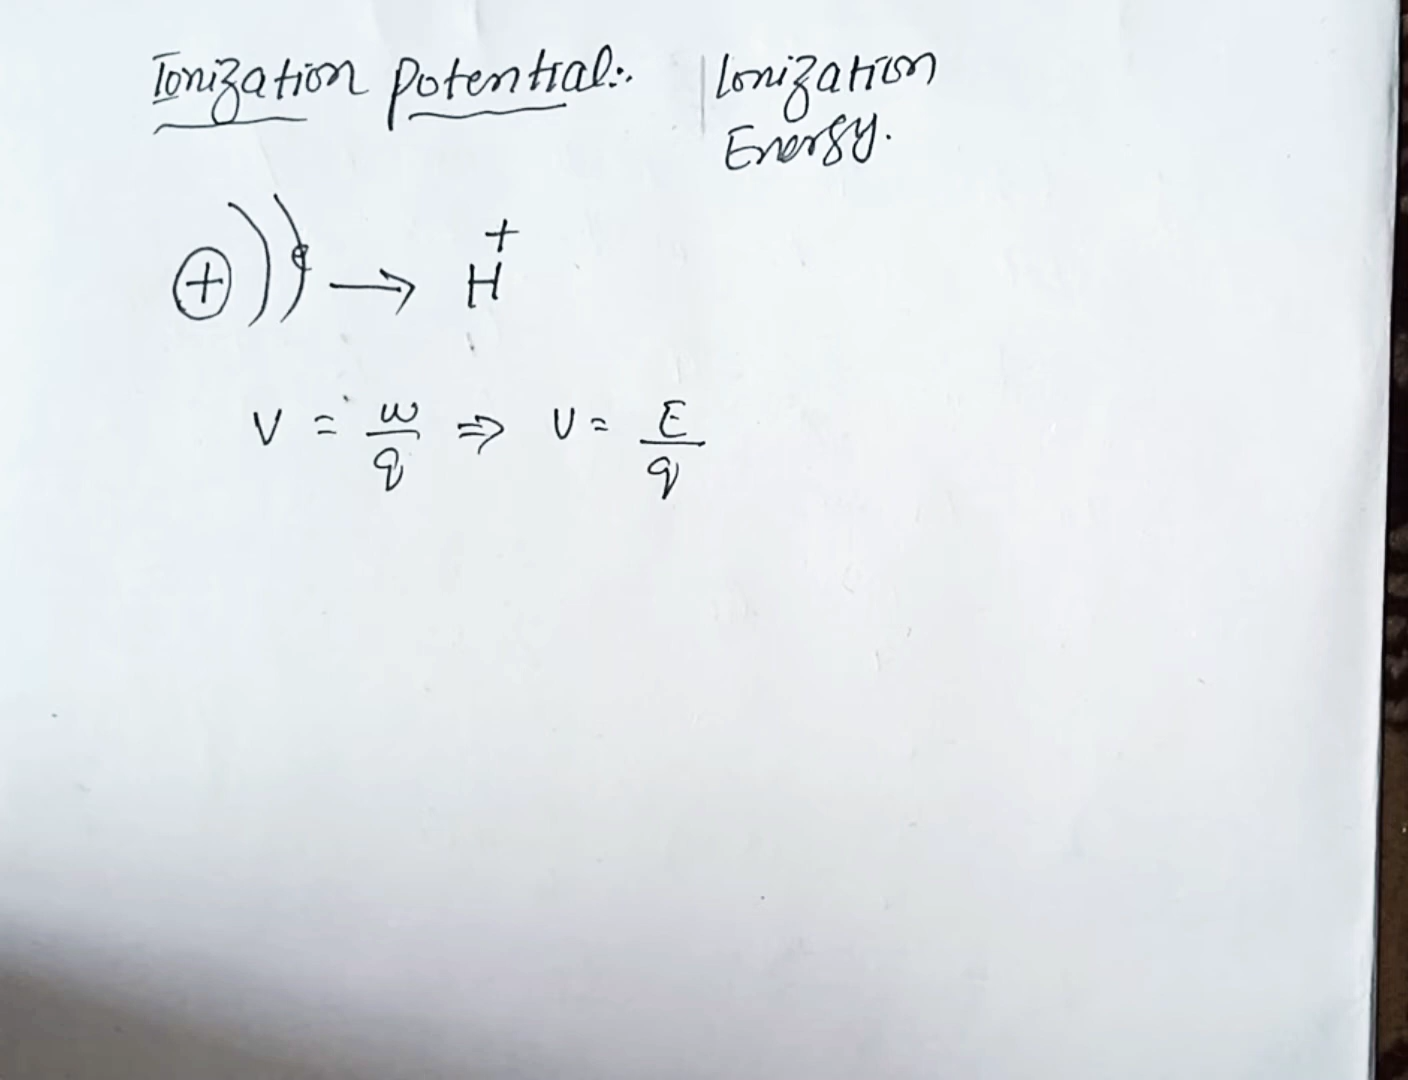 Ionization Potential:. | Ionization
Energy.
+ )) e → H⁺
V = w/q ⇒ V = E/q